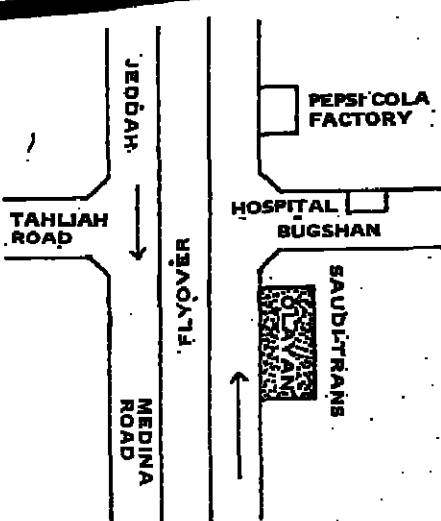 JEDDAH
PEPSI COLA
FACTORY
HOSPITAL
BUGSHAN
TAHLIAH
ROAD
FLYOVER
SAUDI-TRANS
OLAYAN
MEDINA
ROAD